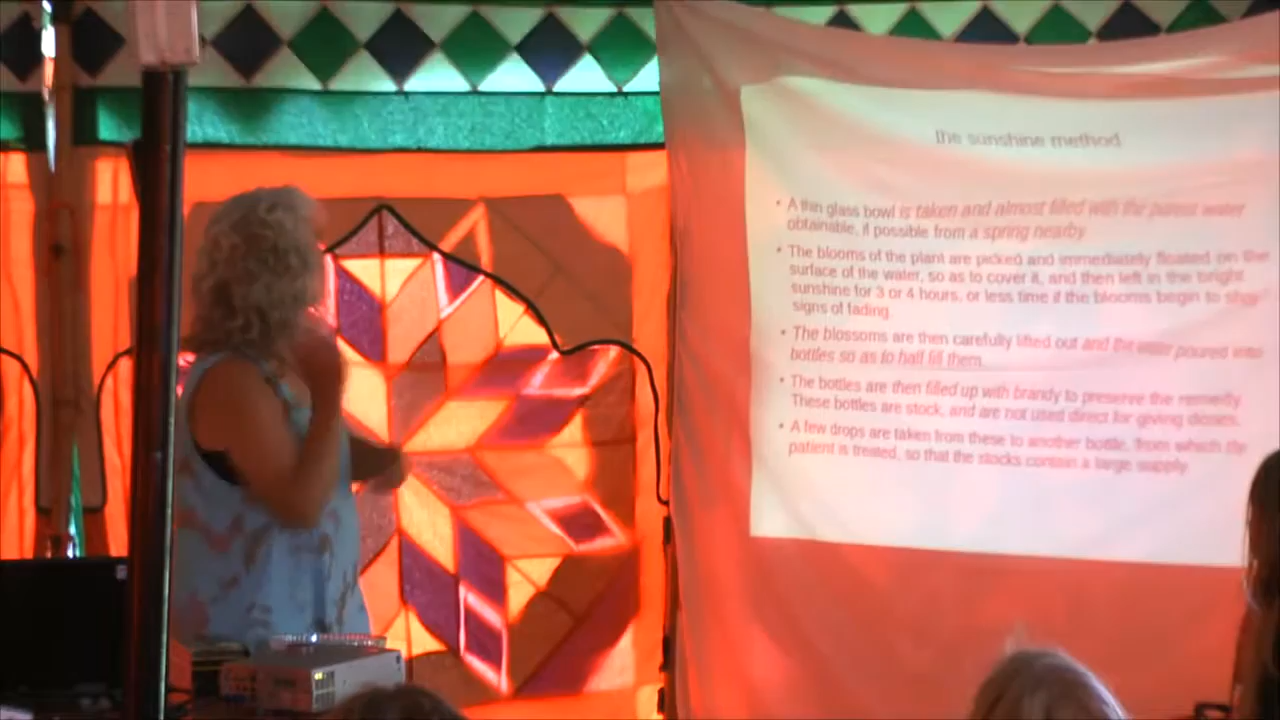 the sunshine method
• A thin glass bowl is taken and almost filled with the purest water
obtainable, if possible from a spring nearby.
• The blooms of the plant are picked and immediately floated on the
surface of the water, so as to cover it, and then left in the bright
sunshine for 3 or 4 hours, or less time if the blooms begin to show
signs of fading.
• The blossoms are then carefully lifted out and the water poured into
bottles so as to half fill them.
• The bottles are then filled up with brandy to preserve the remedy.
These bottles are stock, and are not used direct for giving doses.
• A few drops are taken from these to another bottle, from which the
patient is treated, so that the stocks contain a large supply.